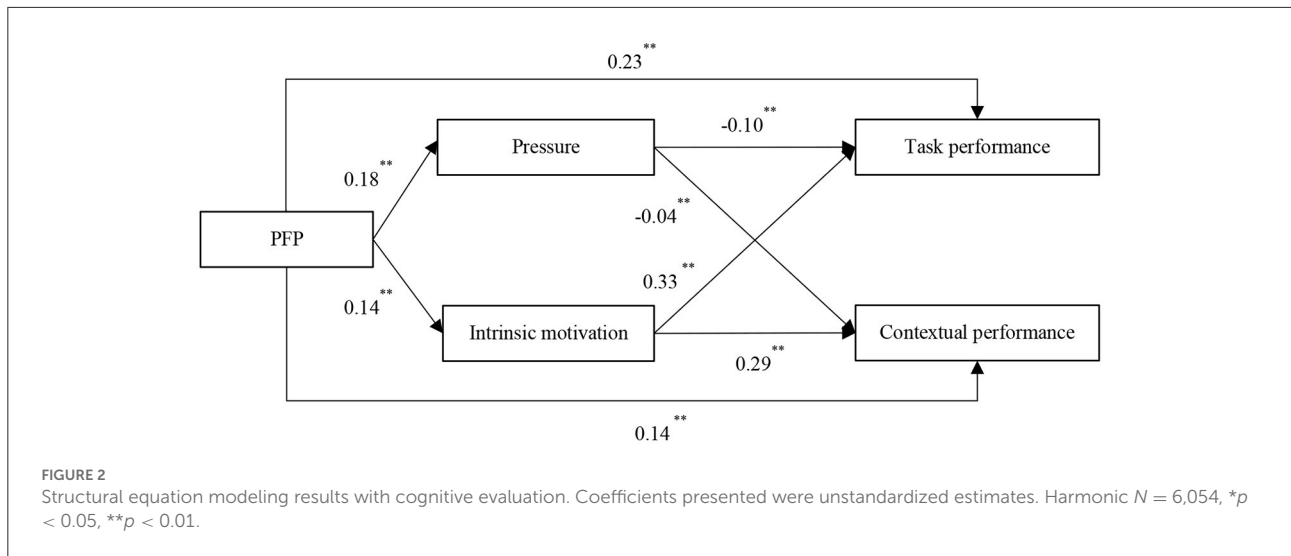 0.23**
Pressure
-0.10**
Task performance
0.18**
-0.04**
PFP
0.14**
0.33**
Intrinsic motivation
0.29**
Contextual performance
0.14**
FIGURE 2
Structural equation modeling results with cognitive evaluation. Coefficients presented were unstandardized estimates. Harmonic N = 6,054, *p
< 0.05, **p < 0.01.